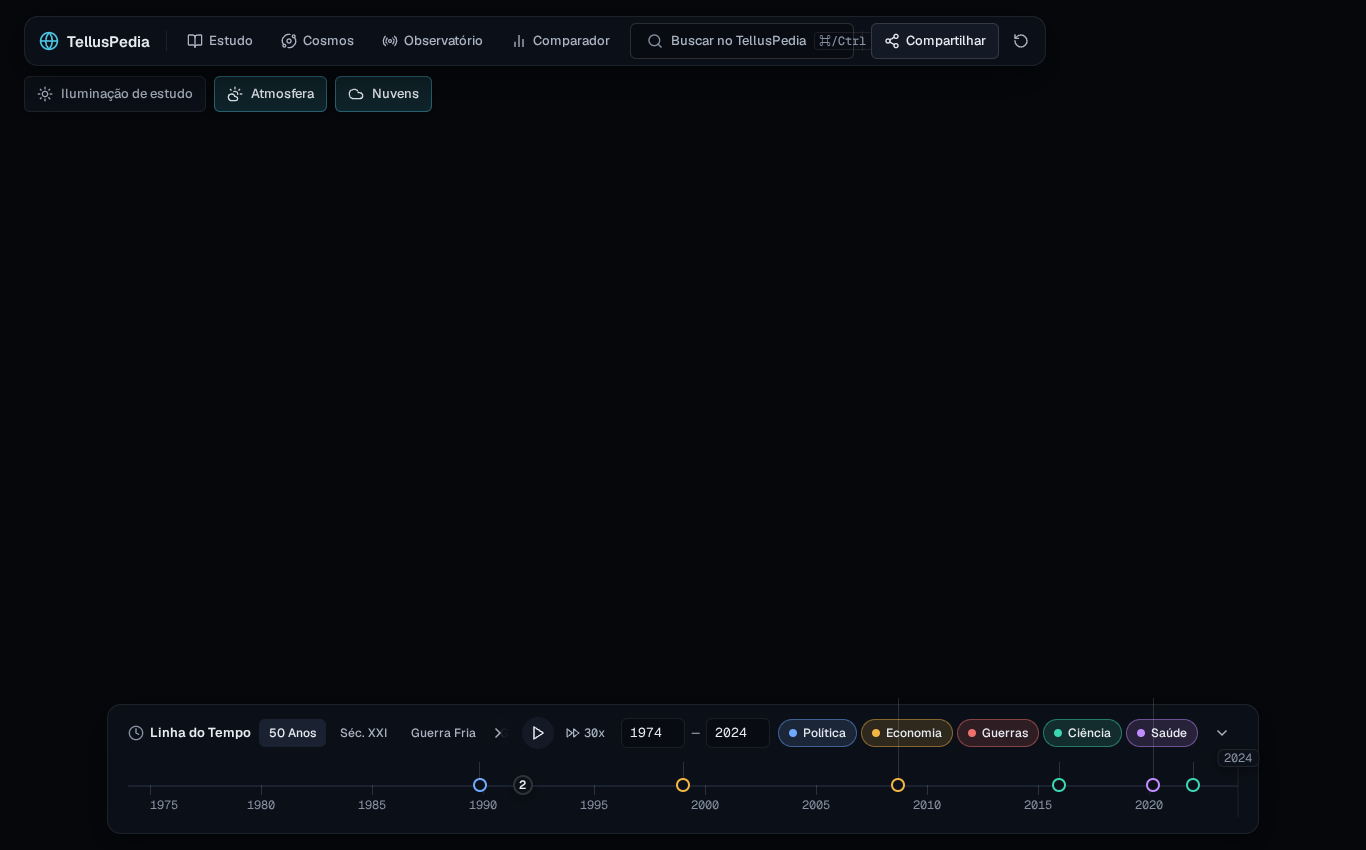 TellusPedia Estudo Cosmos Observatório Comparador Buscar no TellusPedia ⌘/Ctrl Compartilhar
Iluminação de estudo Atmosfera Nuvens
Linha do Tempo 50 Anos Séc. XXI Guerra Fria 30x 1974 — 2024 Política Economia Guerras Ciência Saúde
2024
2
1975 1980 1985 1990 1995 2000 2005 2010 2015 2020